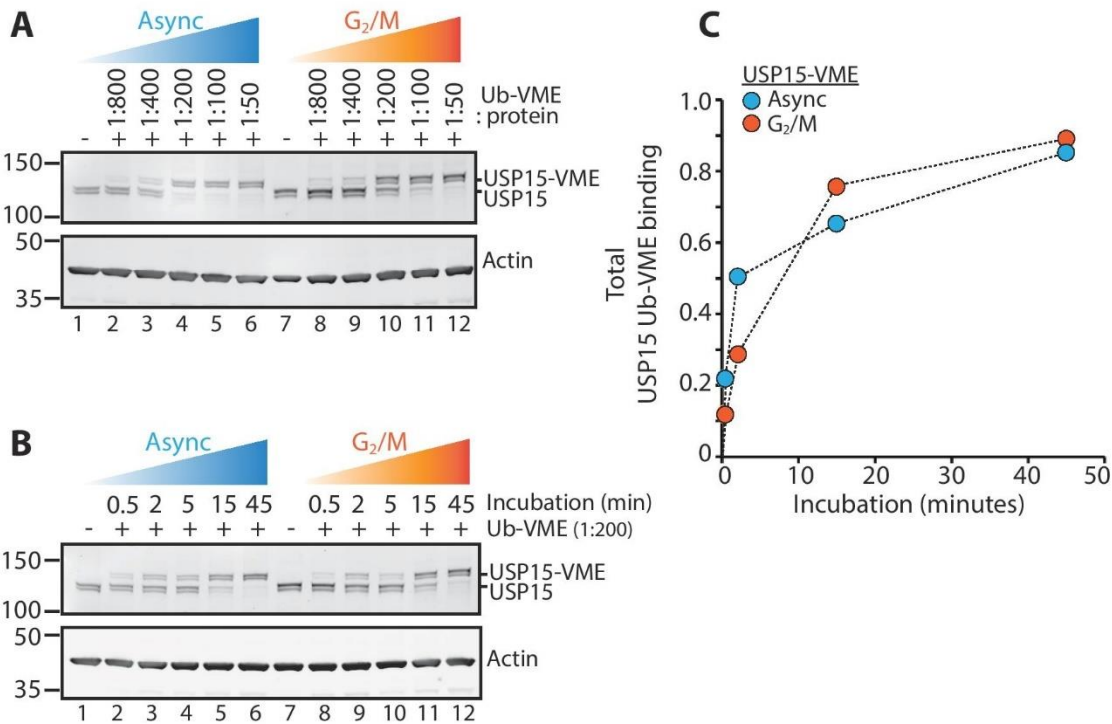 A
Async
G₂/M
1:800
1:400
1:200
1:100
1:50
1:800
1:400
1:200
1:100
1:50
Ub-VME
: protein
- + + + + + - + + + + +
150
100
USP15-VME
USP15
50
35
Actin
1 2 3 4 5 6 7 8 9 10 11 12
B
Async
G₂/M
0.5 2 5 15 45 0.5 2 5 15 45 Incubation (min)
- + + + + + - + + + + + Ub-VME (1:200)
150
100
USP15-VME
USP15
50
35
Actin
1 2 3 4 5 6 7 8 9 10 11 12
C
USP15-VME
Async
G₂/M
Total
USP15 Ub-VME binding
1.0
0.8
0.6
0.4
0.2
0
0 10 20 30 40 50
Incubation (minutes)